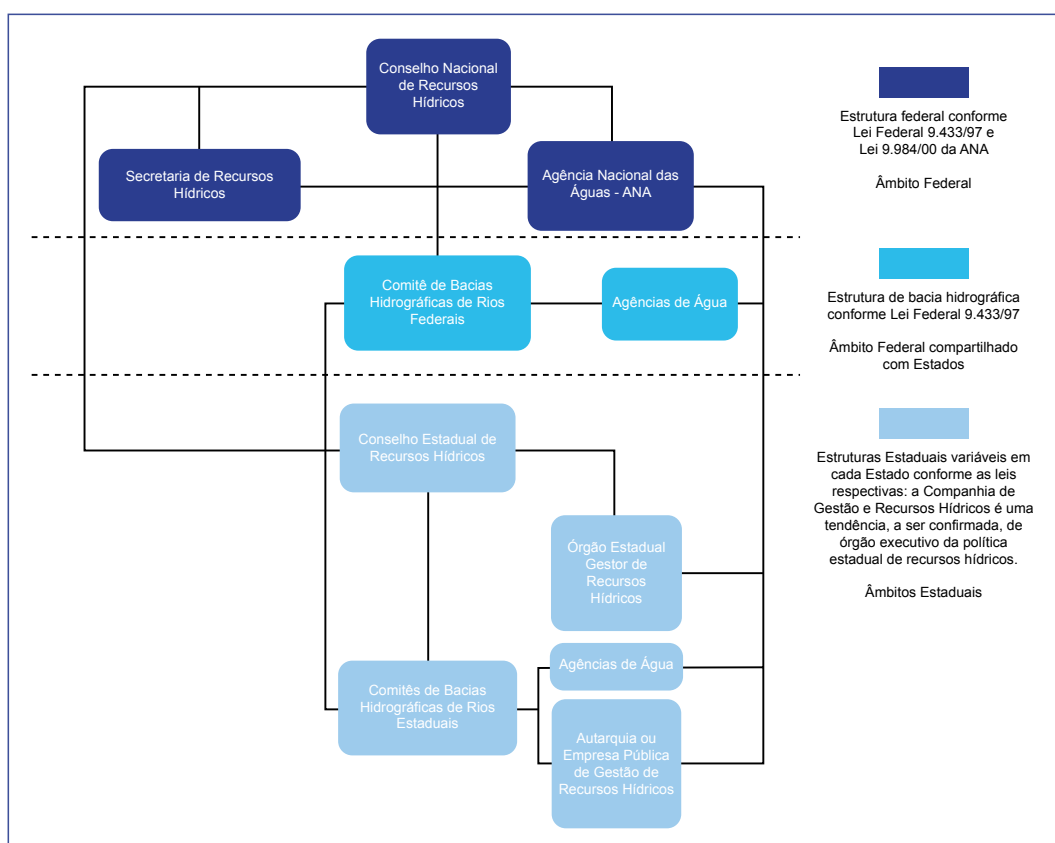 Conselho Nacional
de Recursos
Hídricos
Secretaria de Recursos
Hídricos
Agência Nacional das
Águas - ANA
Comitê de Bacias
Hidrográficas de Rios
Federais
Agências de Água
Conselho Estadual de
Recursos Hídricos
Órgão Estadual
Gestor de
Recursos
Hídricos
Agências de Água
Comitês de Bacias
Hidrográficas de Rios
Estaduais
Autarquia ou
Empresa Pública
de Gestão de
Recursos Hídricos
Estrutura federal conforme
Lei Federal 9.433/97 e
Lei 9.984/00 da ANA
Âmbito Federal
Estrutura de bacia hidrográfica
conforme Lei Federal 9.433/97
Âmbito Federal compartilhado
com Estados
Estruturas Estaduais variáveis em
cada Estado conforme as leis
respectivas: a Companhia de
Gestão e Recursos Hídricos é uma
tendência, a ser confirmada, de
órgão executivo da política
estadual de recursos hídricos.
Âmbitos Estaduais